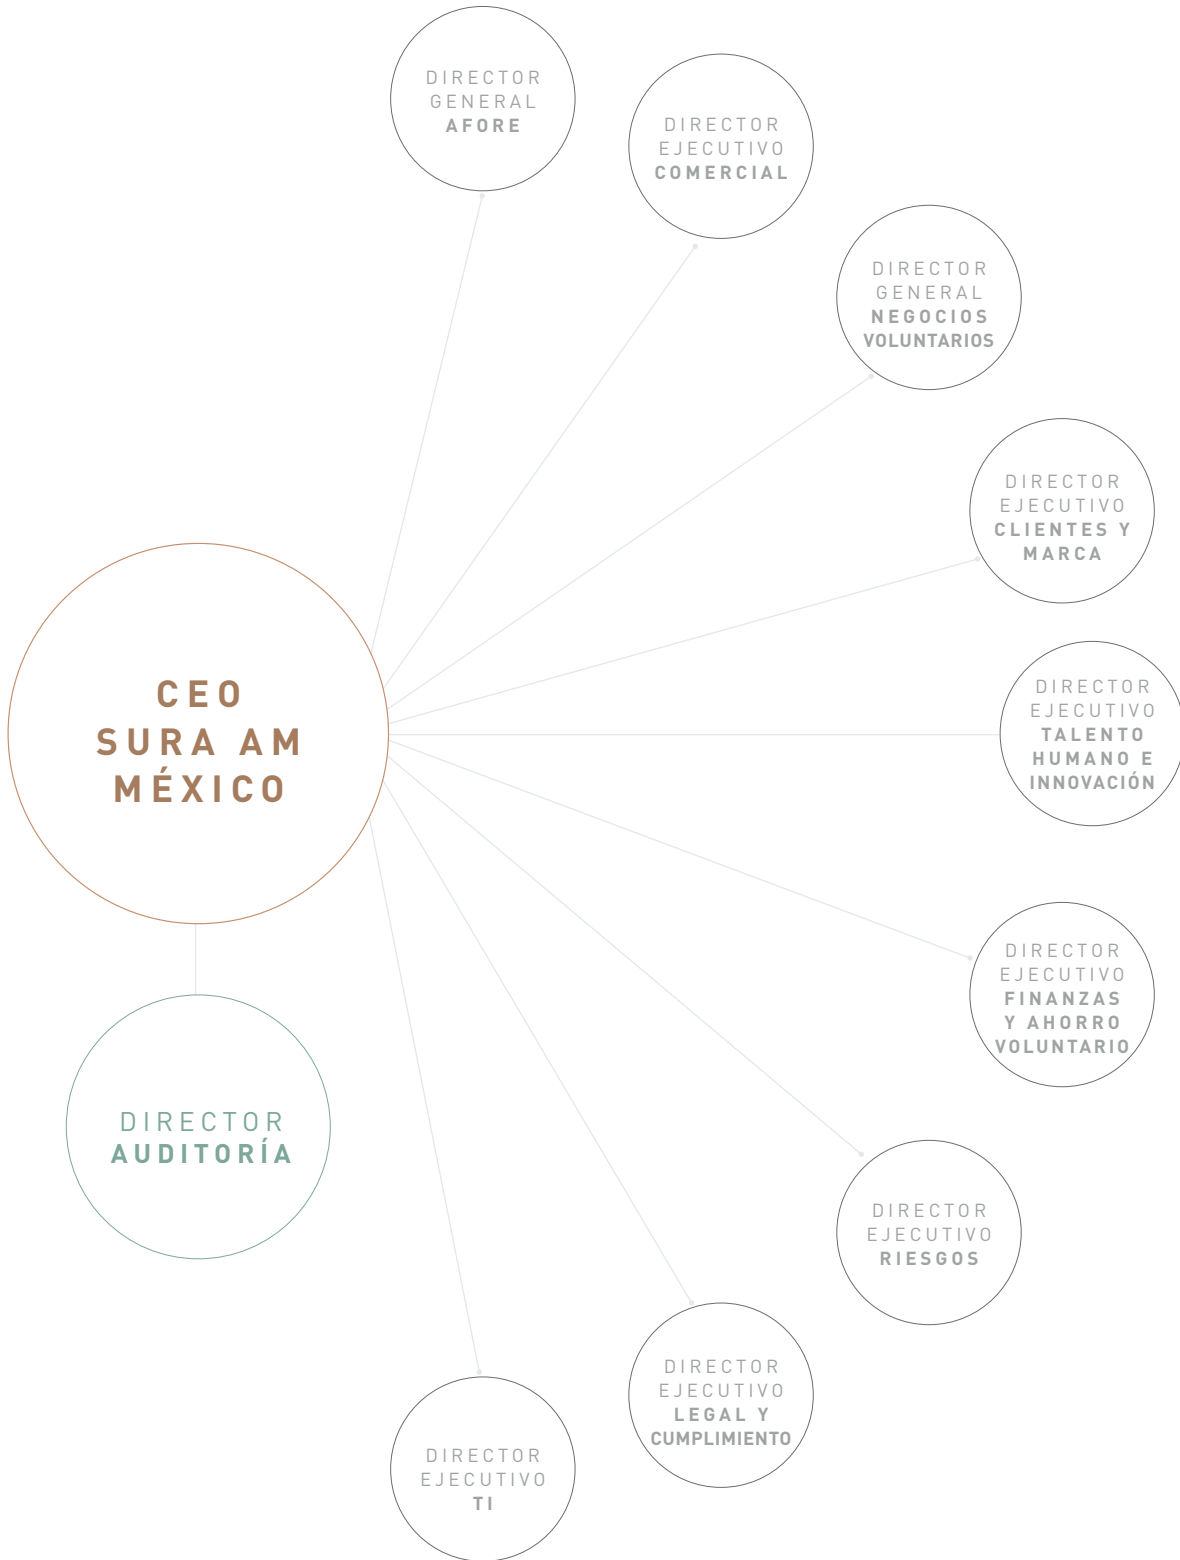 DIRECTOR
GENERAL
AFORE
DIRECTOR
EJECUTIVO
COMERCIAL
DIRECTOR
GENERAL
NEGOCIOS
VOLUNTARIOS
DIRECTOR
EJECUTIVO
CLIENTES Y
MARCA
CEO
SURA AM
MÉXICO
DIRECTOR
EJECUTIVO
TALENTO
HUMANO E
INNOVACIÓN
DIRECTOR
EJECUTIVO
FINANZAS
Y AHORRO
VOLUNTARIO
DIRECTOR
AUDITORÍA
DIRECTOR
EJECUTIVO
RIESGOS
DIRECTOR
EJECUTIVO
LEGAL Y
CUMPLIMIENTO
DIRECTOR
EJECUTIVO
TI